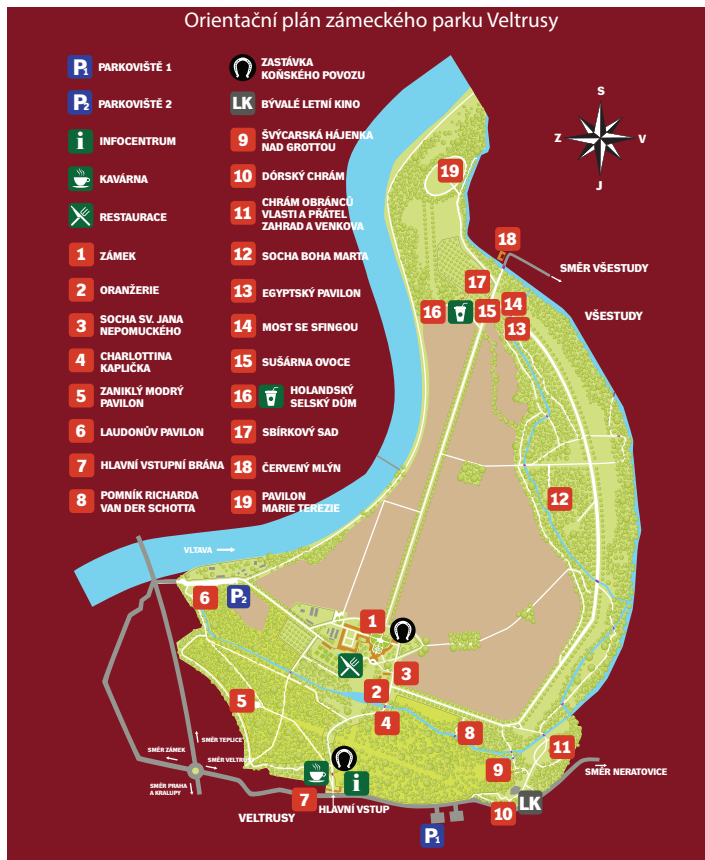 Orientační plán zámeckého parku Veltrusy
P1 PARKOVIŠTĚ 1
P2 PARKOVIŠTĚ 2
i INFOCENTRUM
KAVÁRNA
RESTAURACE
1 ZÁMEK
2 ORANŽERIE
3 SOCHA SV. JANA
NEPOMUCKÉHO
4 CHARLOTTINA
KAPLIČKA
5 ZANIKLÝ MODRÝ
PAVILON
6 LAUDONŮV PAVILON
7 HLAVNÍ VSTUPNÍ BRÁNA
8 POMNÍK RICHARDA
VAN DER SCHOTTA
ZASTÁVKA
KOŇSKÉHO POVOZU
LK BÝVALÉ LETNÍ KINO
9 ŠVÝCARSKÁ HÁJENKA
NAD GROTTOU
10 DÓRSKÝ CHRÁM
11 CHRÁM OBRÁNCŮ
VLASTI A PŘÁTEL
ZAHRAD A VENKOVA
12 SOCHA BOHA MARTA
13 EGYPTSKÝ PAVILON
14 MOST SE SFINGOU
15 SUŠÁRNA OVOCE
16 HOLANDSKÝ
SELSKÝ DŮM
17 SBÍRKOVÝ SAD
18 ČERVENÝ MLÝN
19 PAVILON
MARIE TEREZIE
S
Z V
J
19
18
SMĚR VŠESTUDY
17
14
16 15
VŠESTUDY
13
12
VLTAVA
6 P2
1
3
2
5
4
8
11
SMĚR TEPLICE
SMĚR ZÁMEK
SMĚR VELTRUSY
9
SMĚR NERATOVICE
SMĚR PRAHA
A KRALUPY
i
7
HLAVNÍ VSTUP
LK
10
VELTRUSY
P1